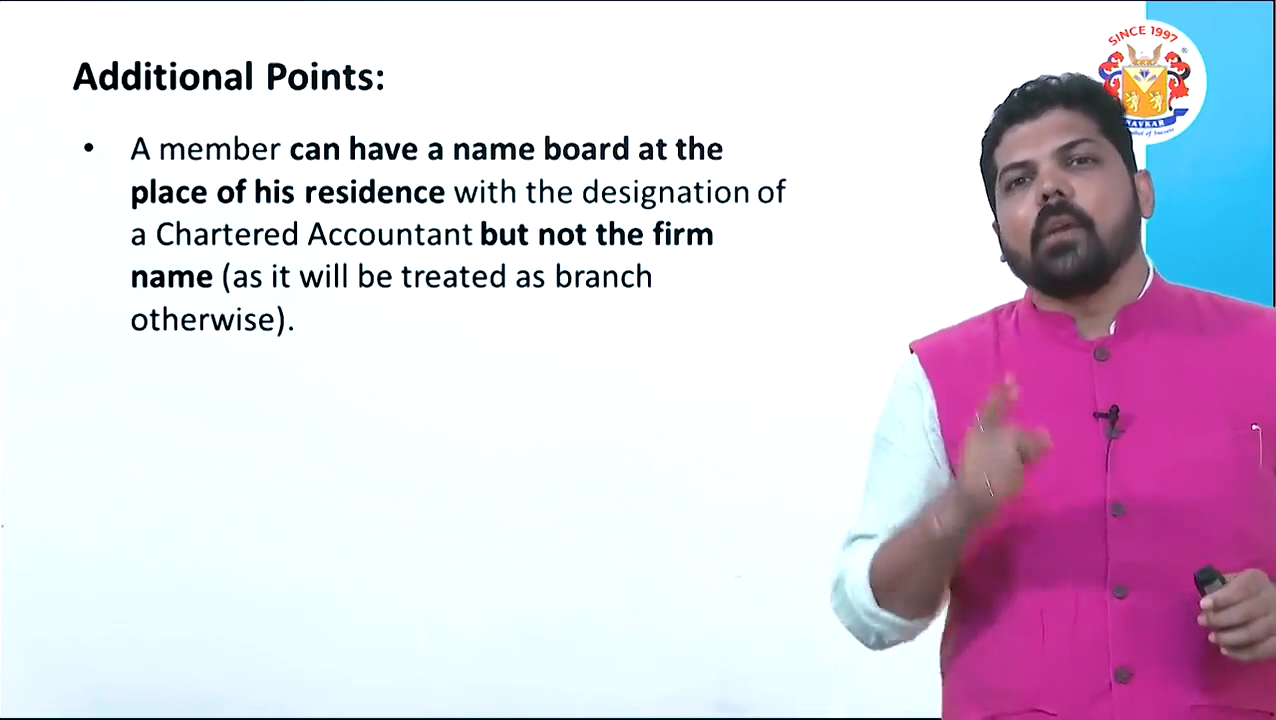 SINCE 1997
Additional Points:
• A member can have a name board at the
place of his residence with the designation of
a Chartered Accountant but not the firm
name (as it will be treated as branch
otherwise).